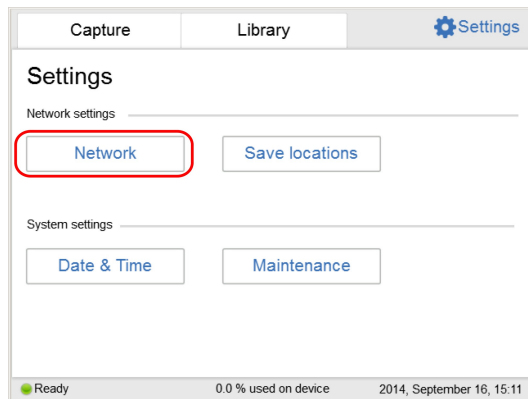 Capture Library Settings
Settings
Network settings
Network Save locations
System settings
Date & Time Maintenance
Ready 0.0 % used on device 2014, September 16, 15:11